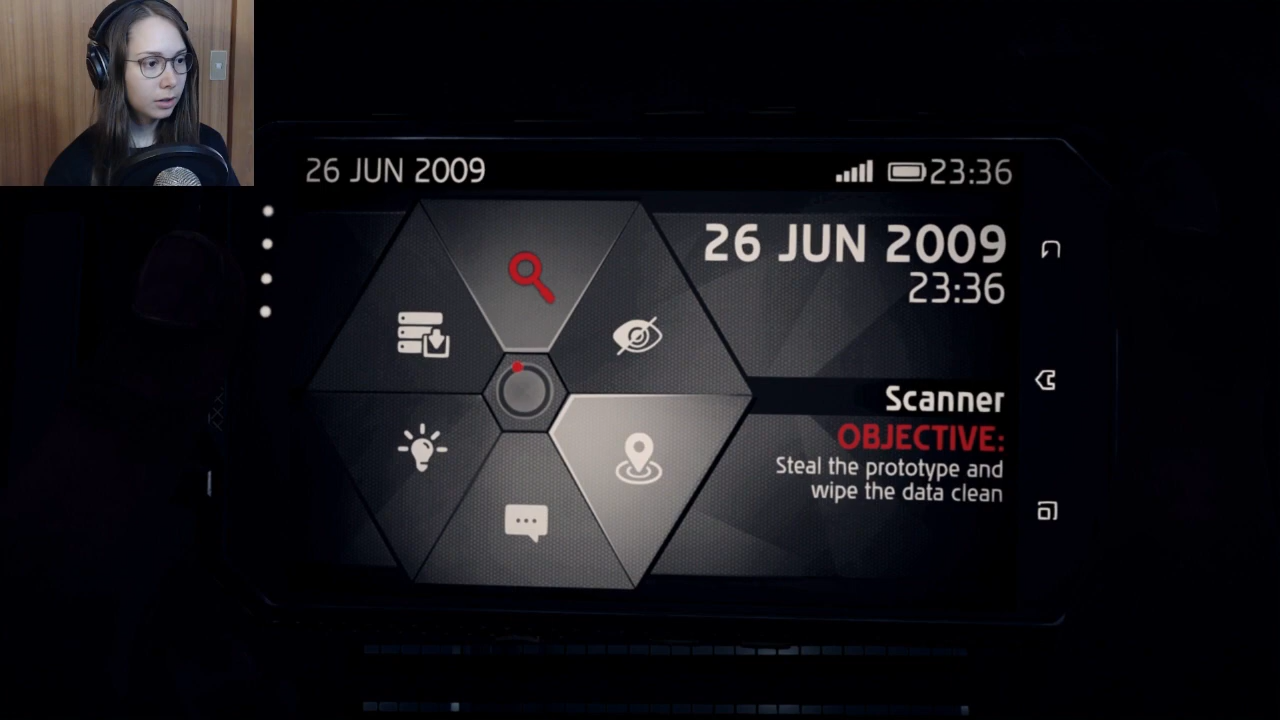 26 JUN 2009
23:36
26 JUN 2009
23:36
Scanner
OBJECTIVE:
Steal the prototype and
wipe the data clean